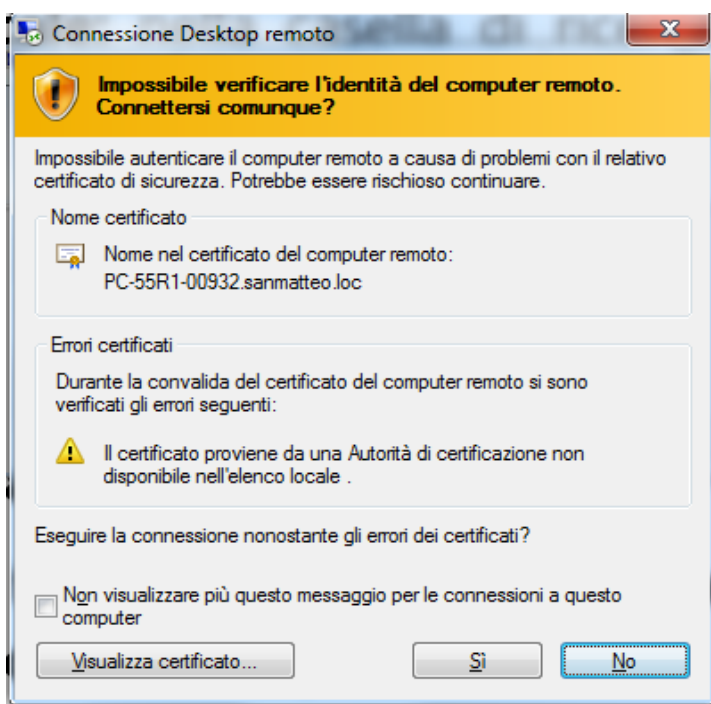 Connessione Desktop remoto
Impossibile verificare l'identità del computer remoto.
Connettersi comunque?
Impossibile autenticare il computer remoto a causa di problemi con il relativo
certificato di sicurezza. Potrebbe essere rischioso continuare.
Nome certificato
Nome nel certificato del computer remoto:
PC-55R1-00932.sanmatteo.loc
Errori certificati
Durante la convalida del certificato del computer remoto si sono
verificati gli errori seguenti:
Il certificato proviene da una Autorità di certificazione non
disponibile nell'elenco locale .
Eseguire la connessione nonostante gli errori dei certificati?
Non visualizzare più questo messaggio per le connessioni a questo
computer
Visualizza certificato...
Sì
No